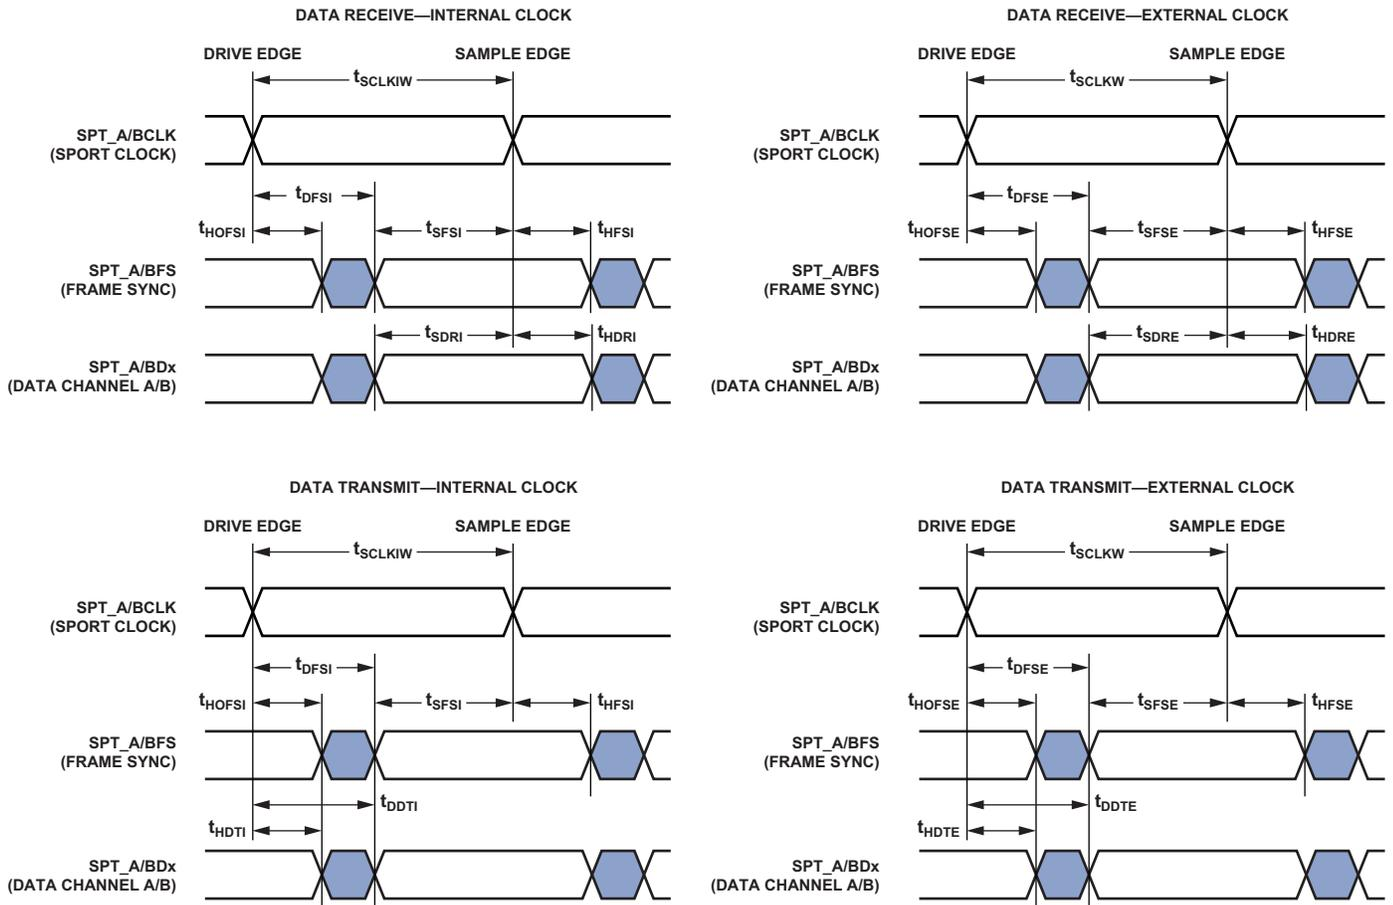 DATA RECEIVE—INTERNAL CLOCK
DRIVE EDGE
SAMPLE EDGE
tSCLKIW
SPT_A/BCLK
(SPORT CLOCK)
tDFSI
tHOFSI
tSFSI
tHFSI
SPT_A/BFS
(FRAME SYNC)
tSDRI
tHDRI
SPT_A/BDx
(DATA CHANNEL A/B)
DATA RECEIVE—EXTERNAL CLOCK
DRIVE EDGE
SAMPLE EDGE
tSCLKW
SPT_A/BCLK
(SPORT CLOCK)
tDFSE
tHOFSE
tSFSE
tHFSE
SPT_A/BFS
(FRAME SYNC)
tSDRE
tHDRE
SPT_A/BDx
(DATA CHANNEL A/B)
DATA TRANSMIT—INTERNAL CLOCK
DRIVE EDGE
SAMPLE EDGE
tSCLKIW
SPT_A/BCLK
(SPORT CLOCK)
tDFSI
tHOFSI
tSFSI
tHFSI
SPT_A/BFS
(FRAME SYNC)
tDDTI
tHDTI
SPT_A/BDx
(DATA CHANNEL A/B)
DATA TRANSMIT—EXTERNAL CLOCK
DRIVE EDGE
SAMPLE EDGE
tSCLKW
SPT_A/BCLK
(SPORT CLOCK)
tDFSE
tHOFSE
tSFSE
tHFSE
SPT_A/BFS
(FRAME SYNC)
tDDTE
tHDTE
SPT_A/BDx
(DATA CHANNEL A/B)